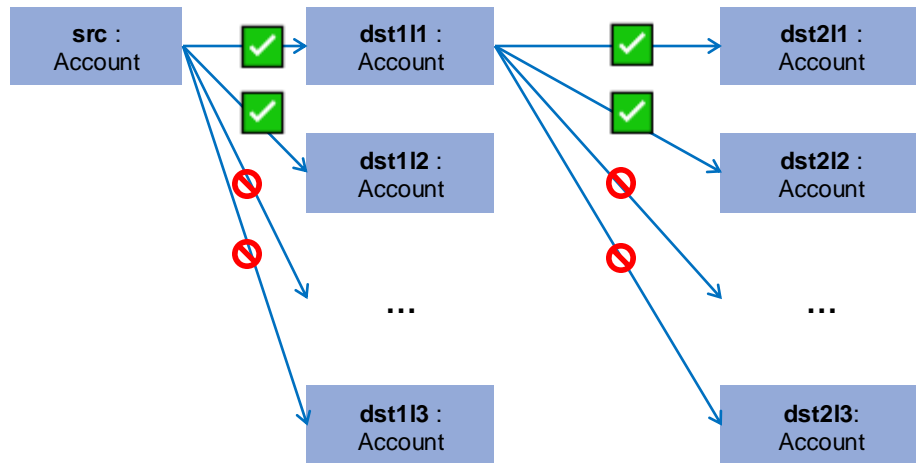 src :
Account
dst1l1 :
Account
dst2l1 :
Account
dst1l2 :
Account
dst2l2 :
Account
...
...
dst1l3 :
Account
dst2l3:
Account